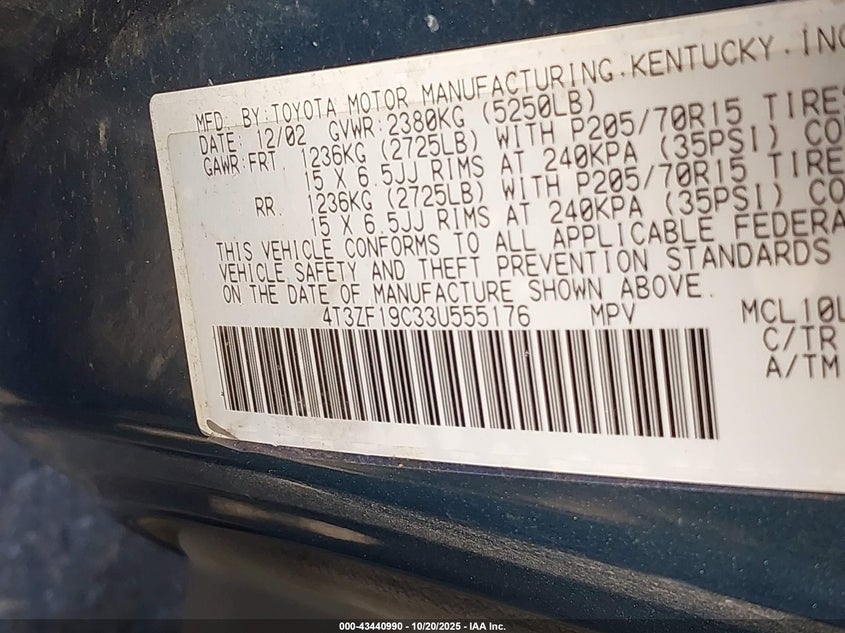 MFD. BY: TOYOTA MOTOR MANUFACTURING. KENTUCKY. INC
DATE: 12/02 GVWR: 2380KG (5250LB)
GAWR: FRT 1236KG (2725LB) WITH P205/70R15 TIRES
15 X 6.5JJ RIMS AT 240KPA (35PSI) CO
RR. 1236KG (2725LB) WITH P205/70R15 TIRE
15 X 6.5JJ RIMS AT 240KPA (35PSI) CO
THIS VEHICLE CONFORMS TO ALL APPLICABLE FEDERA
VEHICLE SAFETY AND THEFT PREVENTION STANDARDS
ON THE DATE OF MANUFACTURE SHOWN ABOVE.
4T3ZF19C33U555176 MPV MCL10L
C/TR
A/TM
000-43440990 - 10/20/2025 - IAA Inc.